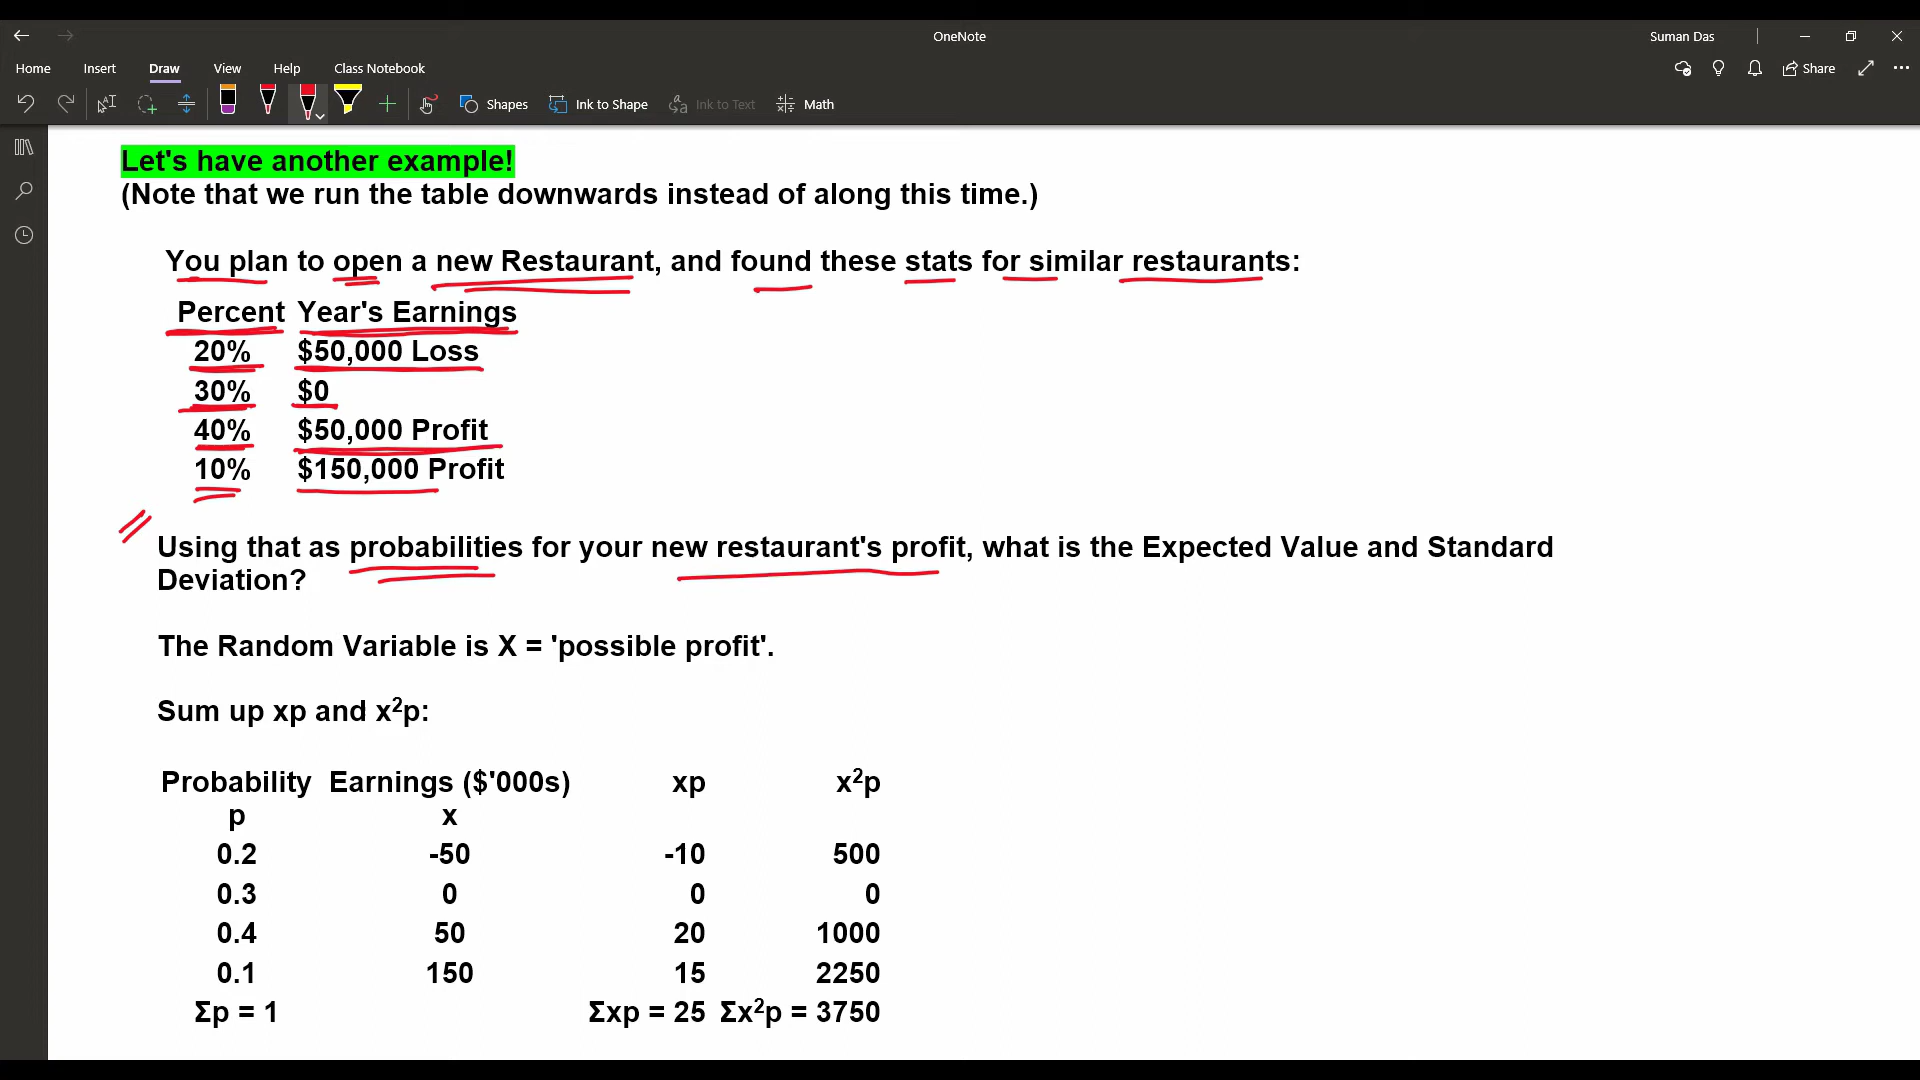 OneNote
Suman Das
Home Insert Draw View Help Class Notebook
Share
Shapes Ink to Shape Ink to Text Math
Let's have another example!
(Note that we run the table downwards instead of along this time.)
You plan to open a new Restaurant, and found these stats for similar restaurants:
Percent Year's Earnings
20% $50,000 Loss
30% $0
40% $50,000 Profit
10% $150,000 Profit
Using that as probabilities for your new restaurant's profit, what is the Expected Value and Standard
Deviation?
The Random Variable is X = 'possible profit'.
Sum up xp and x²p:
Probability Earnings ($'000s) xp x²p
p x
0.2 -50 -10 500
0.3 0 0 0
0.4 50 20 1000
0.1 150 15 2250
Σp = 1 Σxp = 25 Σx²p = 3750